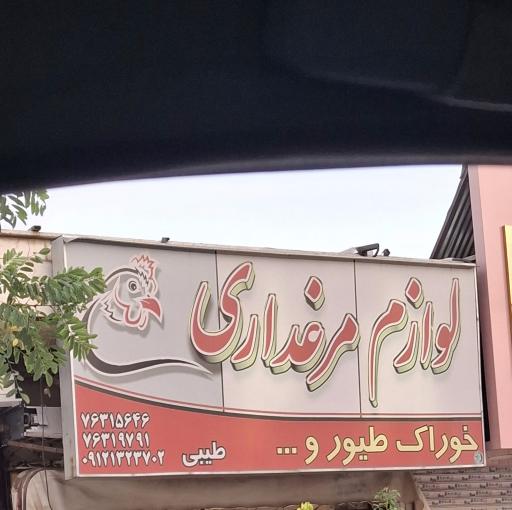 لوازم مرغداری
خوراک طیور و ...
طیبی
۷۶۳۱۵۶۴۶
۷۶۳۱۹۷۹۱
۰۹۱۲۱۳۲۳۷۰۲